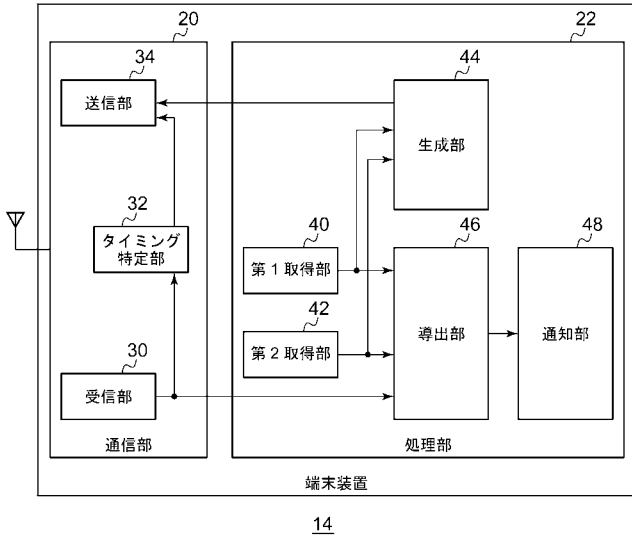 20
22
34
送信部
44
生成部
32
タイミング
特定部
40
第1取得部
46
導出部
48
通知部
42
第2取得部
30
受信部
通信部
処理部
端末装置
14